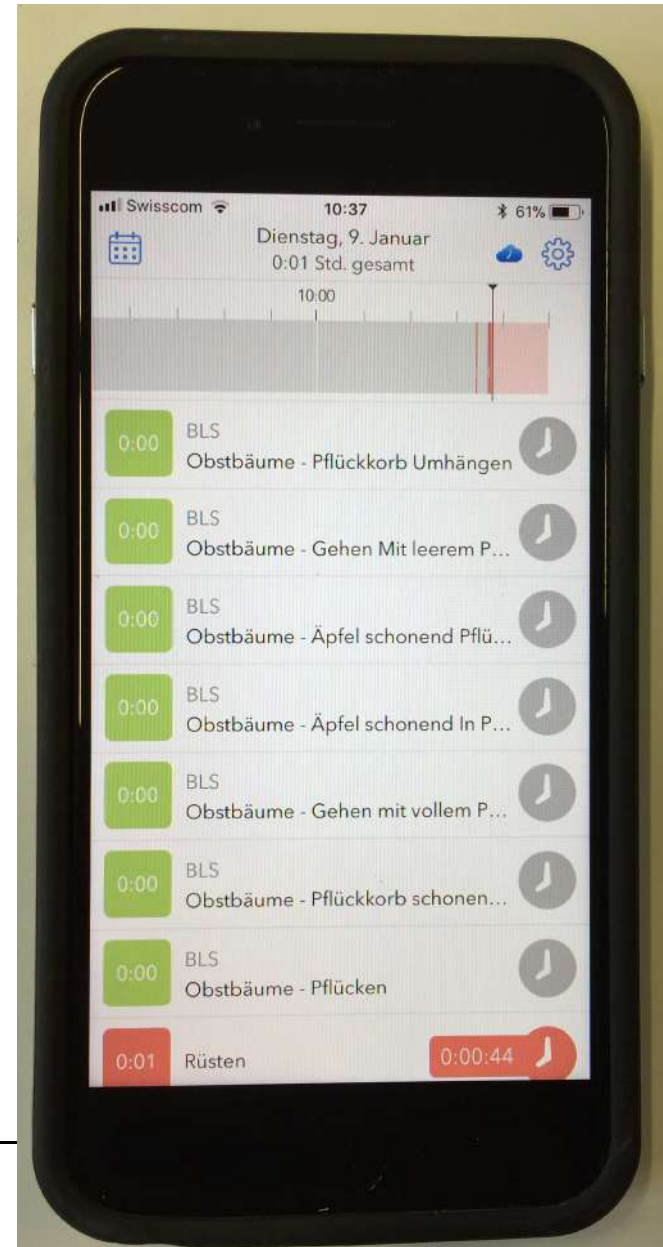 Swisscom 10:37 61%
Dienstag, 9. Januar
0:01 Std. gesamt
10:00
0:00 BLS
Obstbäume - Pflückkorb Umhängen
0:00 BLS
Obstbäume - Gehen Mit leerem P...
0:00 BLS
Obstbäume - Äpfel schonend Pflü...
0:00 BLS
Obstbäume - Äpfel schonend In P...
0:00 BLS
Obstbäume - Gehen mit vollem P...
0:00 BLS
Obstbäume - Pflückkorb schonen...
0:00 BLS
Obstbäume - Pflücken
0:01 Rüsten 0:00:44